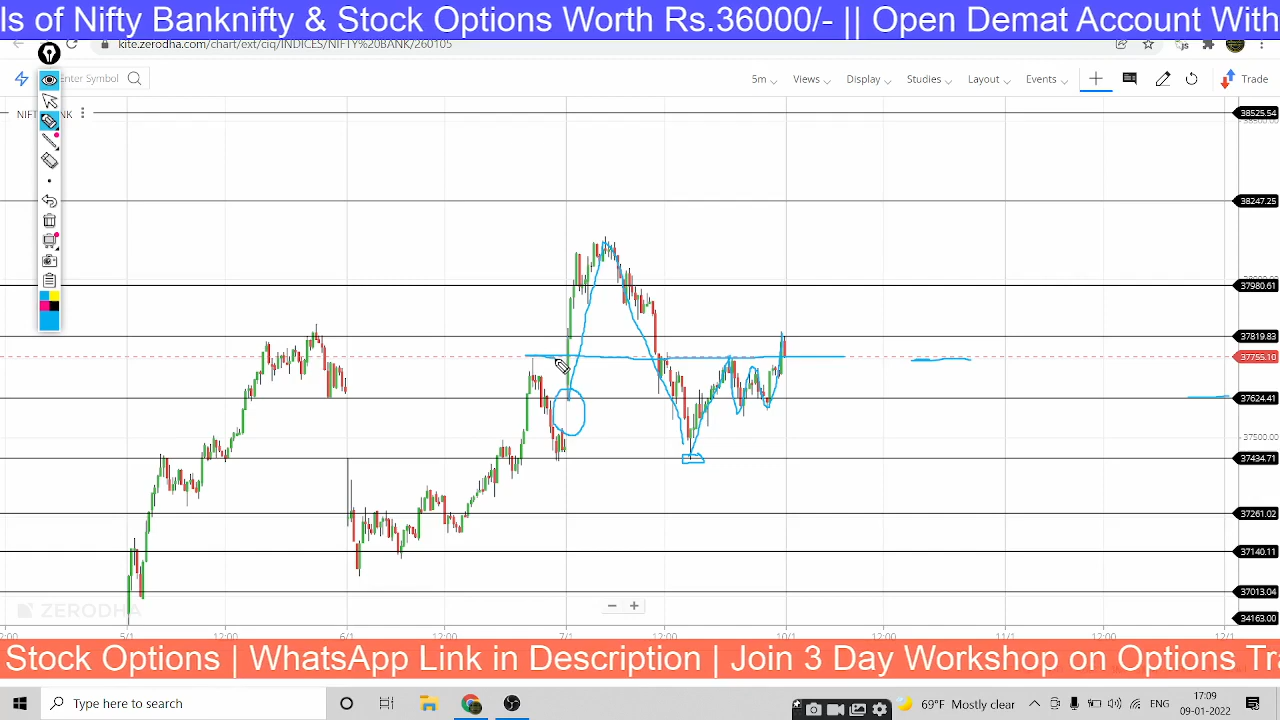 ls of Nifty Banknifty & Stock Options Worth Rs.36000/- || Open Demat Account With
kite.zerodha.com/chart/ext/ciq/INDICES/NIFTY%20BANK/260105
Enter Symbol
5m
Views
Display
Studies
Layout
Events
Trade
38525.54
38247.25
37980.61
37819.83
37755.10
37624.41
37500.00
37434.71
37261.02
37140.11
37013.04
34163.00
ZERODHA
5/1
12:00
6/1
12:00
7/1
12:00
10/1
12:00
11/1
12:00
12/1
Stock Options | WhatsApp Link in Description | Join 3 Day Workshop on Options Tra
Type here to search
69°F Mostly clear
ENG
17:09
09-01-2022